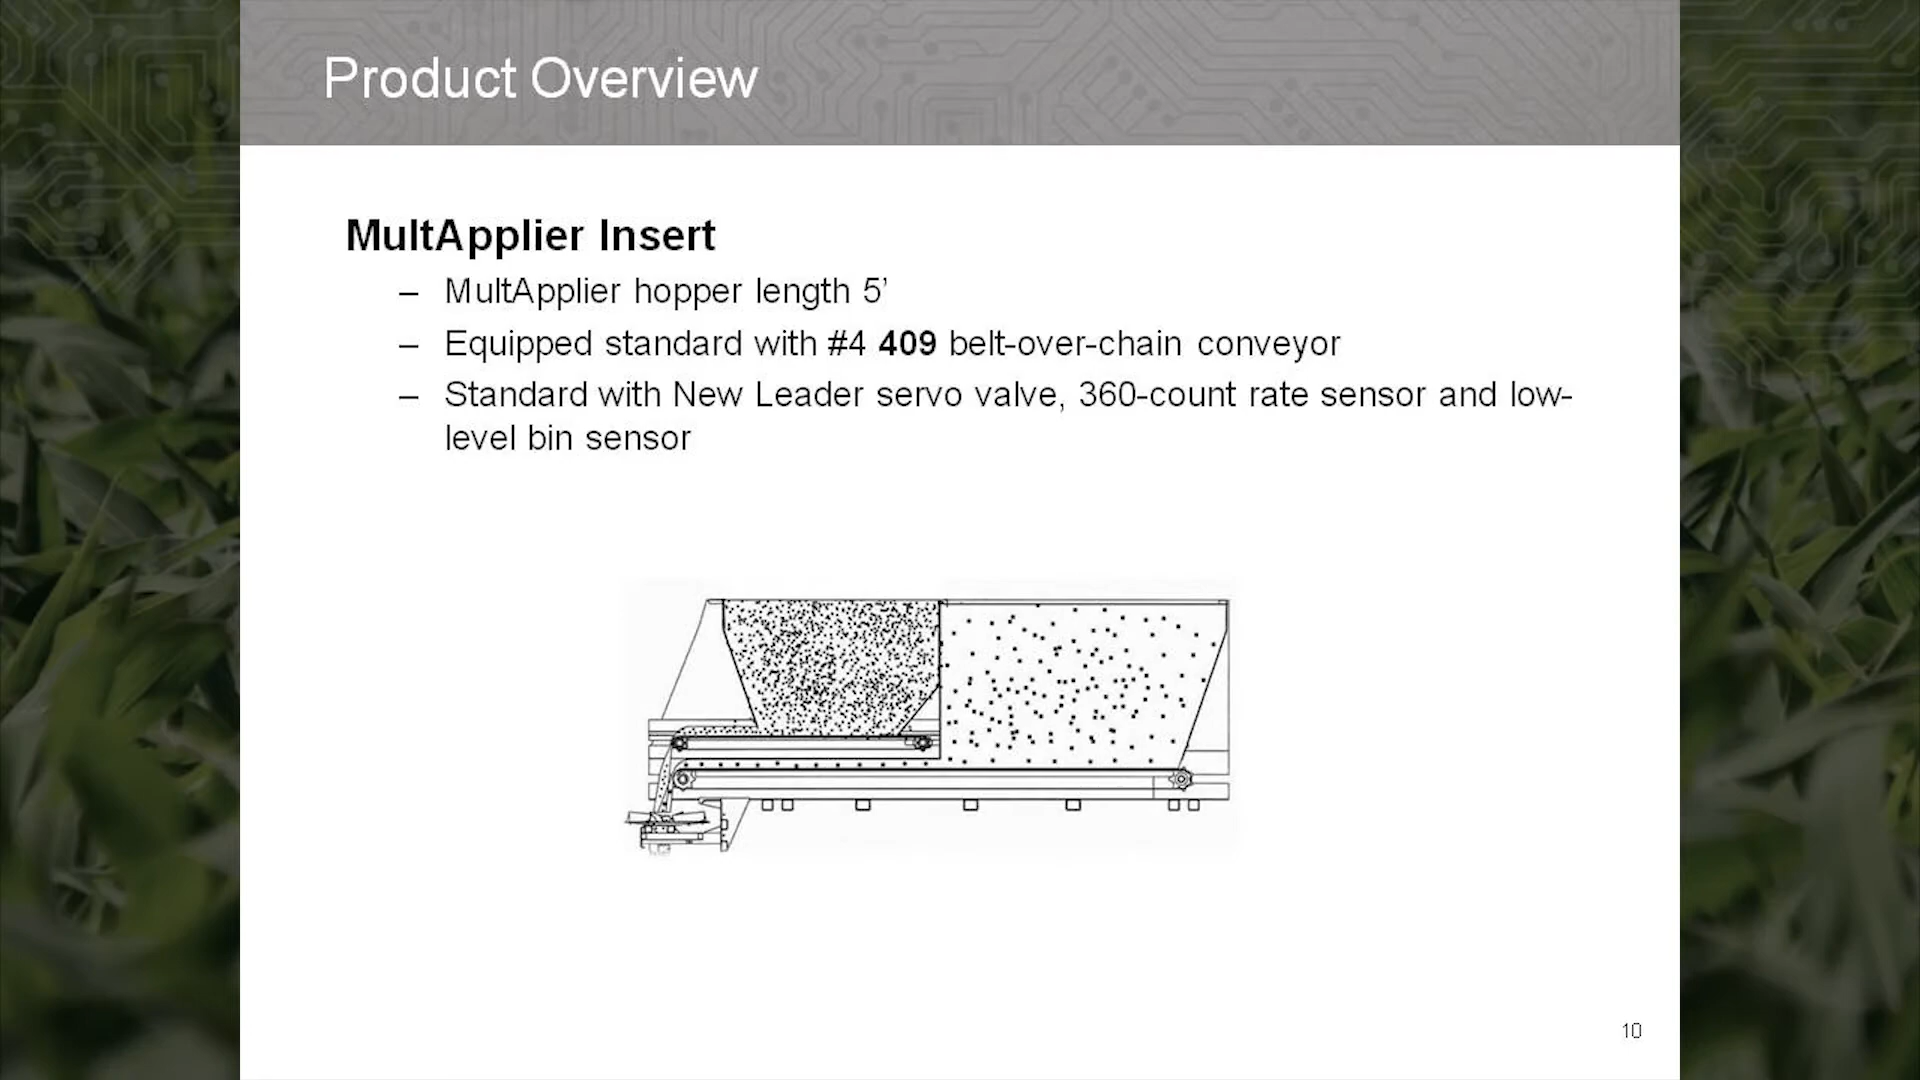 Product Overview
MultApplier Insert
– MultApplier hopper length 5’
– Equipped standard with #4 409 belt-over-chain conveyor
– Standard with New Leader servo valve, 360-count rate sensor and low-
level bin sensor
10